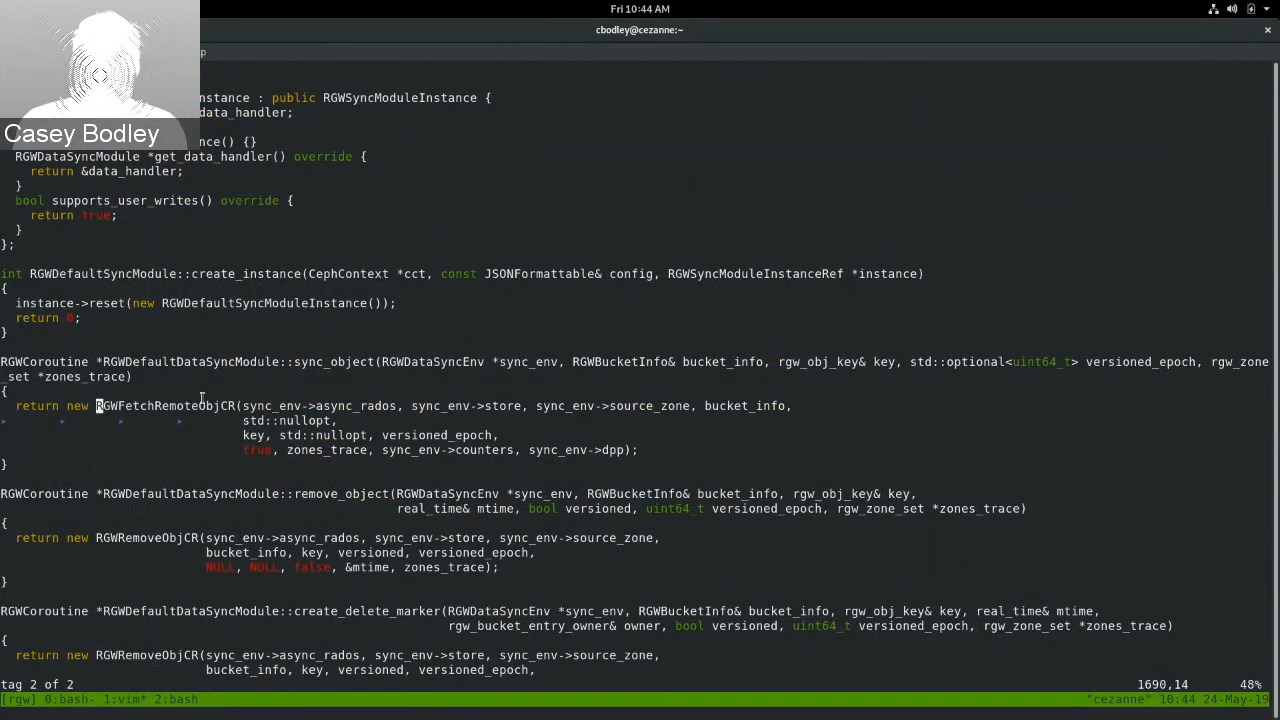 Fri 10:44 AM
cbodley@cezanne:~
×
p
Casey Bodley
nstance : public RGWSyncModuleInstance {
data_handler;
nce() {}
RGWDataSyncModule *get_data_handler() override {
return &data_handler;
}
bool supports_user_writes() override {
return true;
}
};
int RGWDefaultSyncModule::create_instance(CephContext *cct, const JSONFormattable& config, RGWSyncModuleInstanceRef *instance)
{
instance->reset(new RGWDefaultSyncModuleInstance());
return 0;
}
RGWCoroutine *RGWDefaultDataSyncModule::sync_object(RGWDataSyncEnv *sync_env, RGWBucketInfo& bucket_info, rgw_obj_key& key, std::optional<uint64_t> versioned_epoch, rgw_zone
_set *zones_trace)
{
return new RGWFetchRemoteObjCR(sync_env->async_rados, sync_env->store, sync_env->source_zone, bucket_info,
std::nullopt,
key, std::nullopt, versioned_epoch,
true, zones_trace, sync_env->counters, sync_env->dpp);
}
RGWCoroutine *RGWDefaultDataSyncModule::remove_object(RGWDataSyncEnv *sync_env, RGWBucketInfo& bucket_info, rgw_obj_key& key,
real_time& mtime, bool versioned, uint64_t versioned_epoch, rgw_zone_set *zones_trace)
{
return new RGWRemoveObjCR(sync_env->async_rados, sync_env->store, sync_env->source_zone,
bucket_info, key, versioned, versioned_epoch,
NULL, NULL, false, &mtime, zones_trace);
}
RGWCoroutine *RGWDefaultDataSyncModule::create_delete_marker(RGWDataSyncEnv *sync_env, RGWBucketInfo& bucket_info, rgw_obj_key& key, real_time& mtime,
rgw_bucket_entry_owner& owner, bool versioned, uint64_t versioned_epoch, rgw_zone_set *zones_trace)
{
return new RGWRemoveObjCR(sync_env->async_rados, sync_env->store, sync_env->source_zone,
bucket_info, key, versioned, versioned_epoch,
tag 2 of 2 1690,14 48%
[rgw] 0:bash- 1:vim* 2:bash "cezanne" 10:44 24-May-19